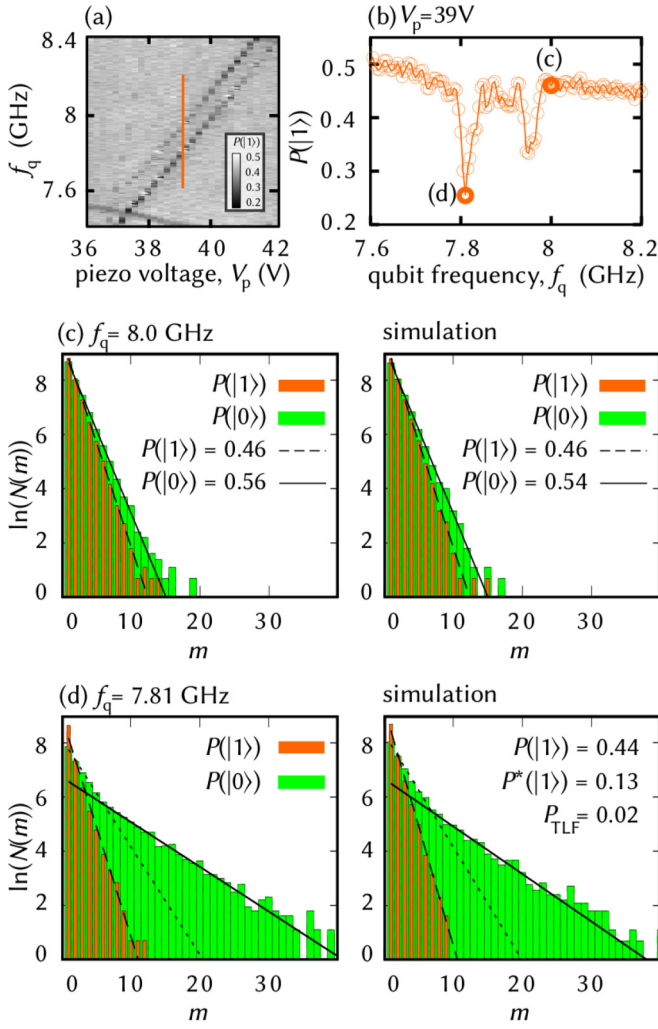 (a)
8.4
8
7.6
f_q (GHz)
P(|1⟩)
0.5
0.4
0.3
0.2
36 38 40 42
piezo voltage, V_p (V)
(b) V_p=39V
0.5
0.4
0.3
0.2
P(|1⟩)
(c)
(d)
7.6 7.8 8 8.2
qubit frequency, f_q (GHz)
(c) f_q= 8.0 GHz
8
6
4
2
0
ln(N(m))
P(|1⟩)
P(|0⟩)
P(|1⟩) = 0.46
P(|0⟩) = 0.56
0 10 30
m
simulation
P(|1⟩)
P(|0⟩)
P(|1⟩) = 0.46
P(|0⟩) = 0.54
0 10 30
m
(d) f_q= 7.81 GHz
8
6
4
2
0
ln(N(m))
P(|1⟩)
P(|0⟩)
0 10 30
m
simulation
P(|1⟩) = 0.44
P*(|1⟩) = 0.13
P_TLF= 0.02
0 10 30
m